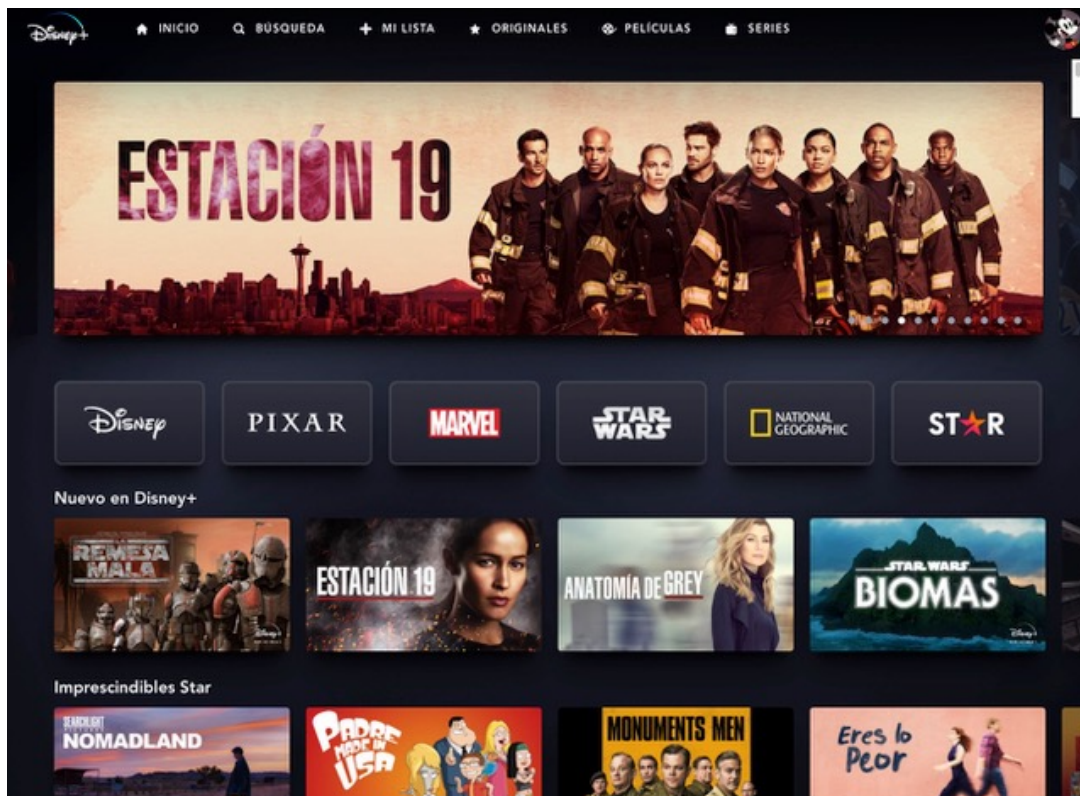 Disney+
INICIO
BÚSQUEDA
MI LISTA
ORIGINALES
PELÍCULAS
SERIES
ESTACIÓN 19
Disney
PIXAR
MARVEL
STAR WARS
NATIONAL GEOGRAPHIC
STAR
Nuevo en Disney+
REMESA
MALA
ESTACIÓN 19
ANATOMÍA DE GREY
STAR WARS
BIOMAS
Disney+
Disney+
Imprescindibles Star
SEARCHLIGHT
NOMADLAND
PADRE
MADE IN
USA
MONUMENTS MEN
Eres lo
Peor